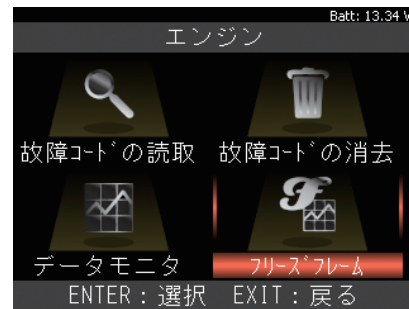 Batt: 13.34 V
エンジン
故障ｺｰﾄﾞの読取 故障ｺｰﾄﾞの消去
データモニタ ﾌﾘｰｽﾞﾌﾚｰﾑ
ENTER：選択 EXIT：戻る